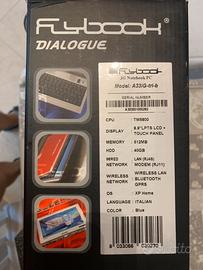 Flybook
DIALOGUE
Flybook
3G Notebook PC
Model: A33iG-m-b
SERIAL NUMBER
CPU TM5800
DISPLAY 8.9"LPTS LCD + TOUCH PANEL
MEMORY 512MB
HDD 40GB
WIRED NETWORK LAN (RJ45) MODEM (RJ11)
WIRELESS NETWORK WIRELESS LAN BLUETOOTH GPRS
OS XP Home
LANGUAGE ITALIAN
COLOR Blue
subito